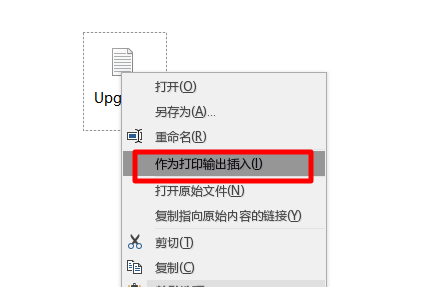 Upg
打开(O)
另存为(A)...
重命名(R)
作为打印输出插入(I)
打开原始文件(N)
复制指向原始内容的链接(Y)
剪切(T)
复制(C)